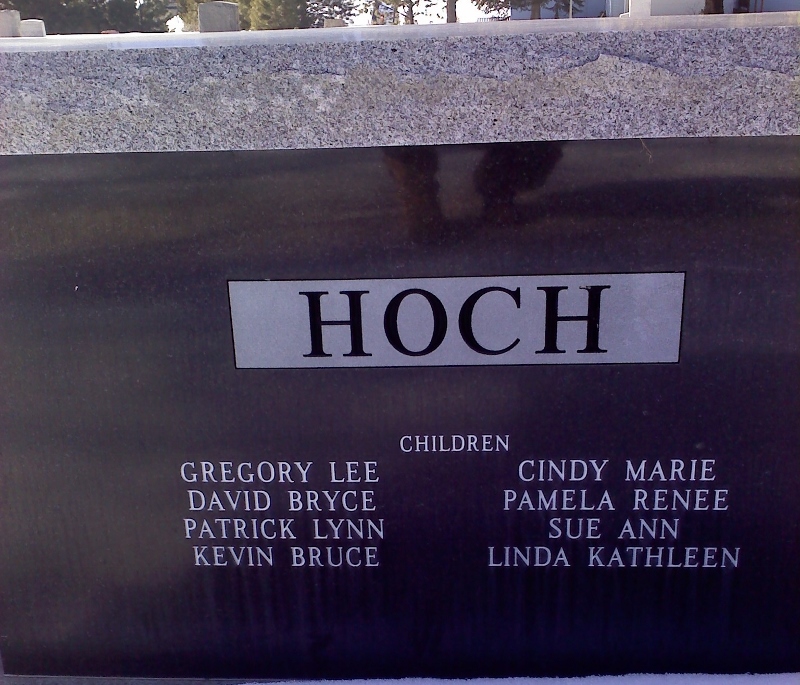 HOCH
CHILDREN
GREGORY LEE
DAVID BRYCE
PATRICK LYNN
KEVIN BRUCE
CINDY MARIE
PAMELA RENEE
SUE ANN
LINDA KATHLEEN